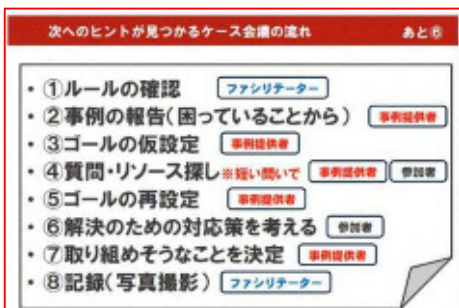 次へのヒントが見つかるケース会議の流れ あと⑥
・①ルールの確認 ファシリテーター
・②事例の報告(困っていることから) 事例提供者
・③ゴールの仮設定 事例提供者
・④質問・リソース探し※短い問いで 事例提供者 参加者
・⑤ゴールの再設定 事例提供者
・⑥解決のための対応策を考える 参加者
・⑦取り組めそうなことを決定 事例提供者
・⑧記録(写真撮影) ファシリテーター